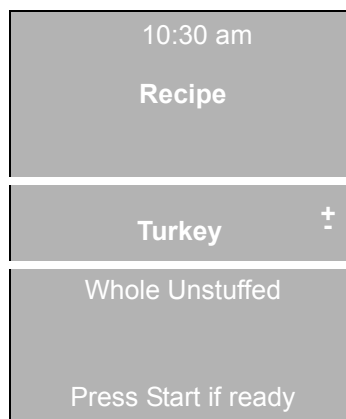 10:30 am
Recipe
+
Turkey -
Whole Unstuffed
Press Start if ready